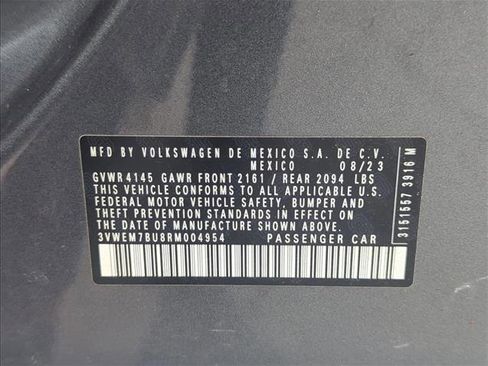 MFD BY VOLKSWAGEN DE MEXICO S.A. DE C.V.
MEXICO 08/23
GVWR 4145 GAWR FRONT 2161 / REAR 2094 LBS
THIS VEHICLE CONFORMS TO ALL APPLICABLE U.S.
FEDERAL MOTOR VEHICLE SAFETY, BUMPER AND
THEFT PREVENTION STANDARDS IN EFFECT ON
THE DATE OF MANUFACTURE SHOWN ABOVE.
3VWEM7BU8RM004954 PASSENGER CAR
3151557 3916 M